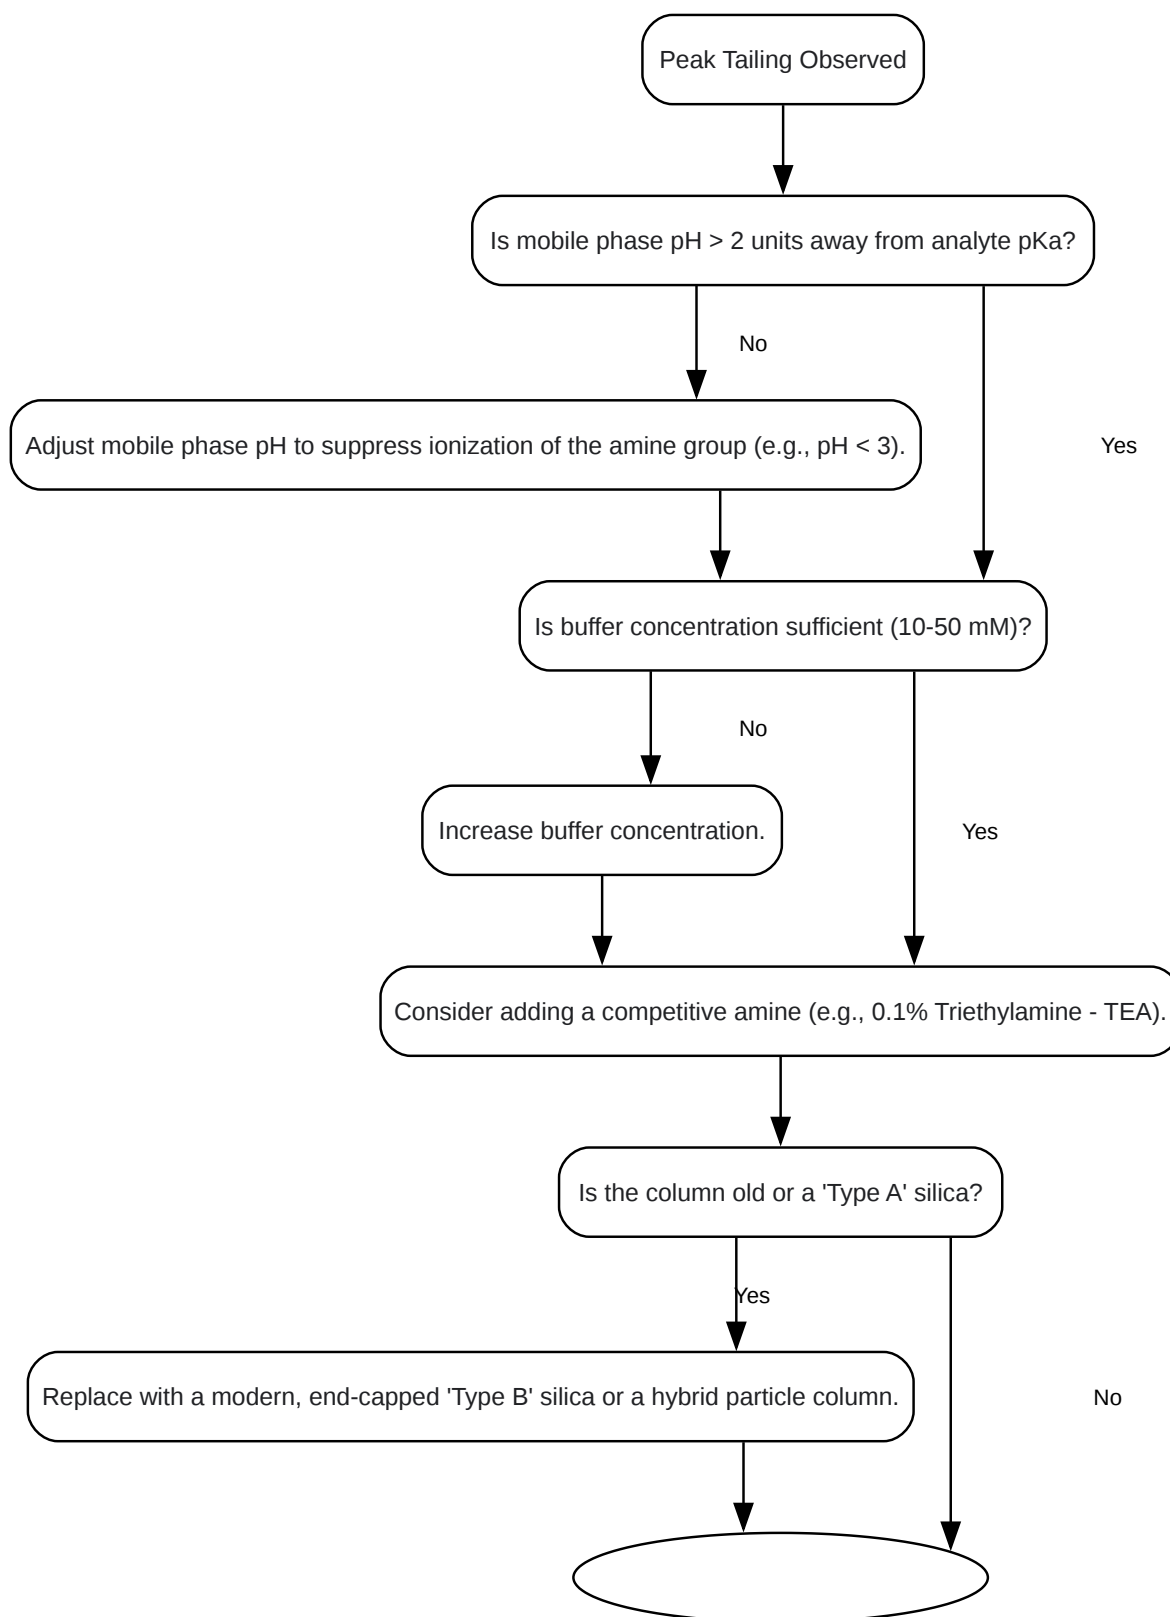 Peak Tailing Observed
Is mobile phase pH > 2 units away from analyte pKa?
No
Adjust mobile phase pH to suppress ionization of the amine group (e.g., pH < 3).
Yes
Is buffer concentration sufficient (10-50 mM)?
No
Increase buffer concentration.
Yes
Consider adding a competitive amine (e.g., 0.1% Triethylamine - TEA).
Is the column old or a 'Type A' silica?
Yes
Replace with a modern, end-capped 'Type B' silica or a hybrid particle column.
No